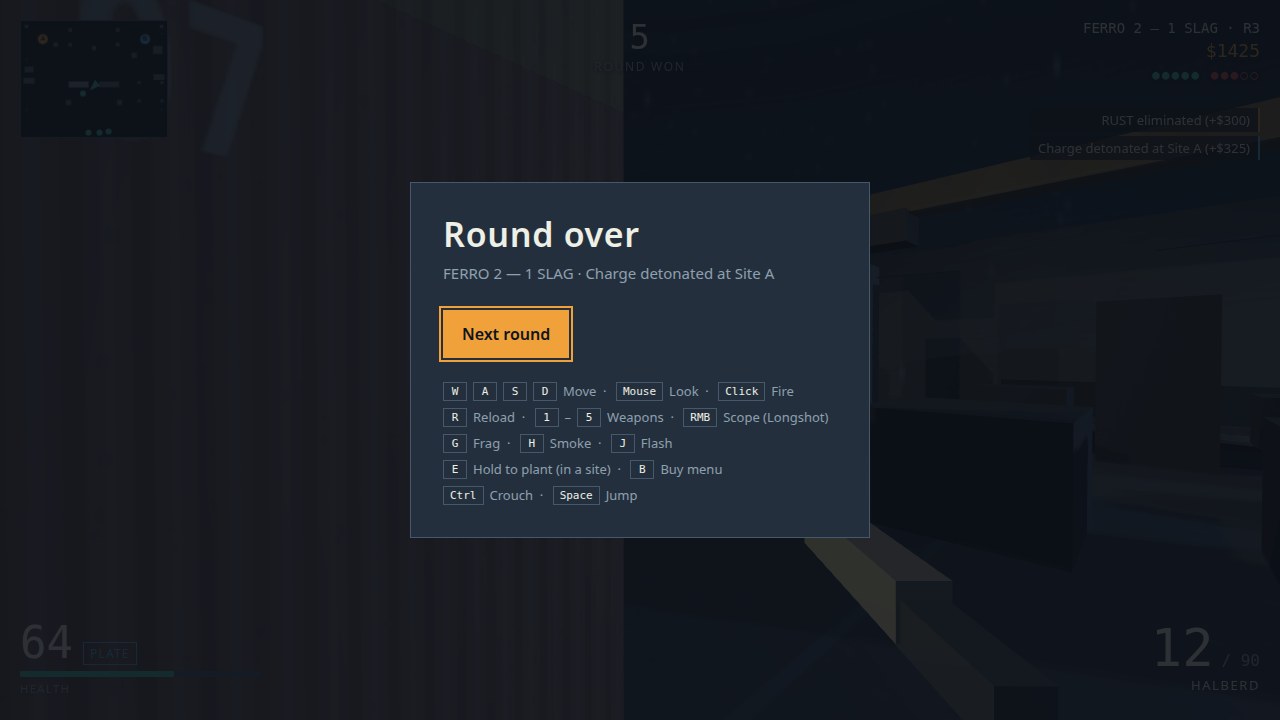 07
A
5
ROUND WON
FERRO 2 — 1 SLAG · R3
$1425
RUST eliminated (+$300)
Charge detonated at Site A (+$325)
Round over
FERRO 2 — 1 SLAG · Charge detonated at Site A
Next round
W A S D Move · Mouse Look · Click Fire
R Reload · 1 – 5 Weapons · RMB Scope (Longshot)
G Frag · H Smoke · J Flash
E Hold to plant (in a site) · B Buy menu
Ctrl Crouch · Space Jump
64 PLATE
HEALTH
12 / 90
HALBERD